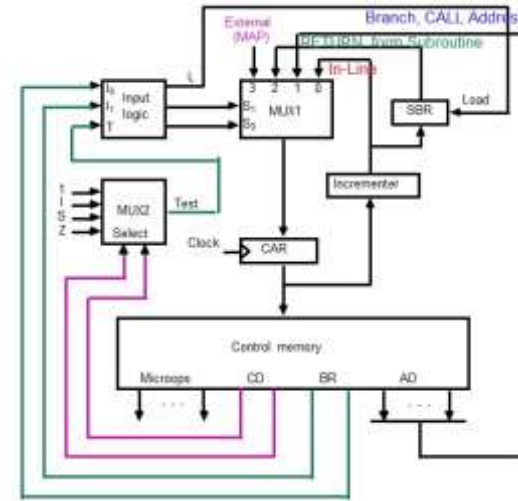 External
(MAP)
Branch, CALL Addres
RETURN from Subroutine
In-Line
L
3 2 1 0
I₀
I₁
T
Input
logic
S₁
S₀
MUX1
SBR
Load
Incrementer
1
I
S
Z
MUX2
Select
Test
Clock
CAR
Control memory
Microops
CD
BR
AD
. . .
. . .